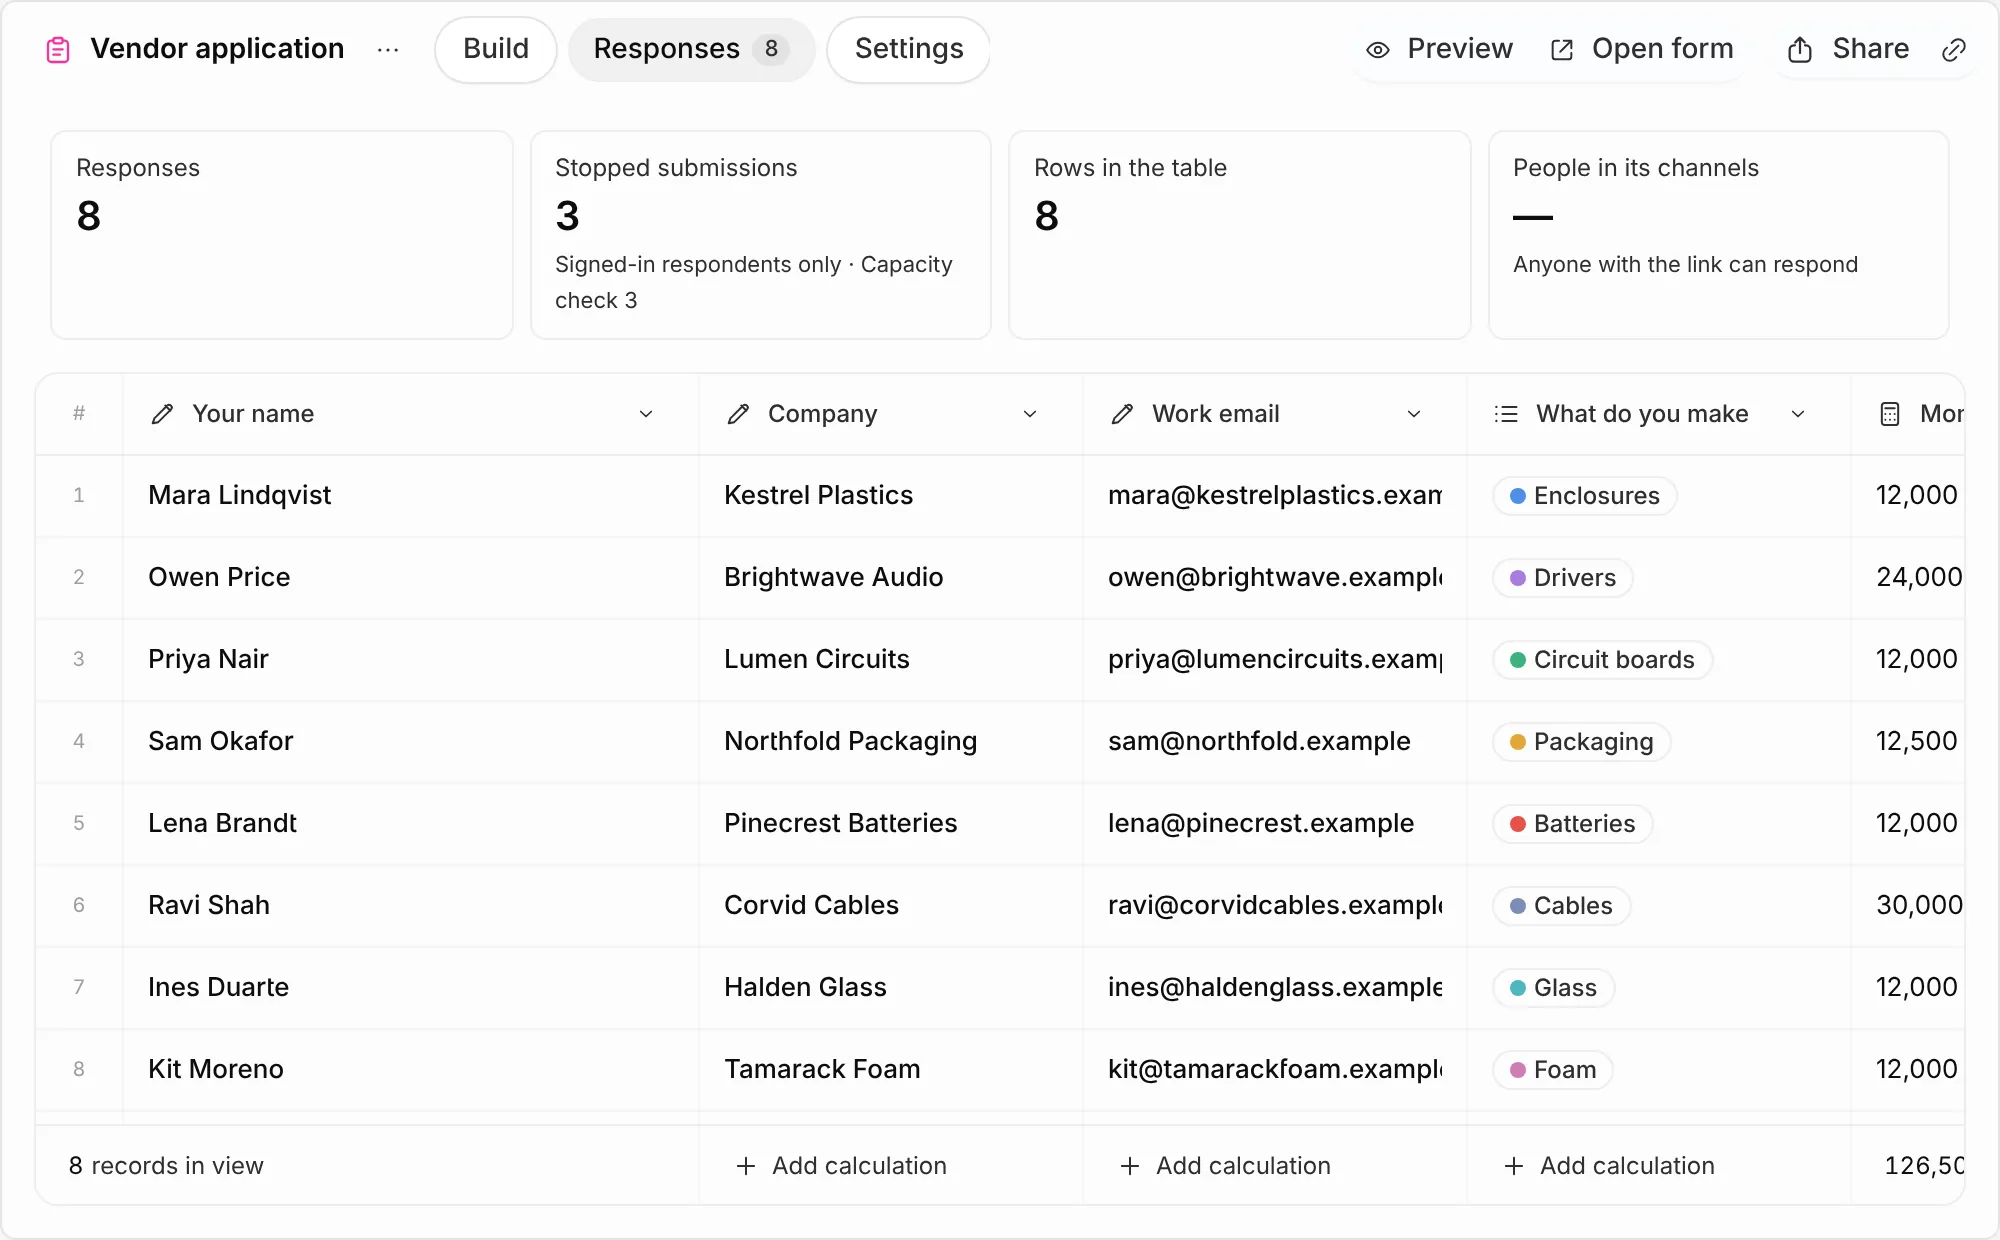 Vendor application ··· Build Responses 8 Settings Preview Open form Share
Responses
8
Stopped submissions
3
Signed-in respondents only · Capacity
check 3
Rows in the table
8
People in its channels
—
Anyone with the link can respond
# Your name Company Work email What do you make Mor
1 Mara Lindqvist Kestrel Plastics mara@kestrelplastics.exam Enclosures 12,000
2 Owen Price Brightwave Audio owen@brightwave.example Drivers 24,000
3 Priya Nair Lumen Circuits priya@lumencircuits.examp Circuit boards 12,000
4 Sam Okafor Northfold Packaging sam@northfold.example Packaging 12,500
5 Lena Brandt Pinecrest Batteries lena@pinecrest.example Batteries 12,000
6 Ravi Shah Corvid Cables ravi@corvidcables.example Cables 30,000
7 Ines Duarte Halden Glass ines@haldenglass.example Glass 12,000
8 Kit Moreno Tamarack Foam kit@tamarackfoam.example Foam 12,000
8 records in view + Add calculation + Add calculation + Add calculation 126,50